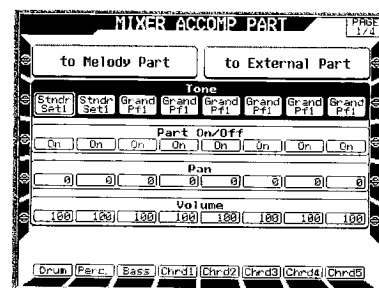 MIXER ACCOMP PART
PAGE
1/4
to Melody Part to External Part
Tone
Stndr Stndr Grand Grand Grand Grand Grand Grand
Set1 Set1 Pf1 Pf1 Pf1 Pf1 Pf1 Pf1
Part On/Off
On On On On On On On On
Pan
0 0 0 0 0 0 0 0
Volume
100 100 100 100 100 100 100 100
Drum Perc. Bass Chrd1 Chrd2 Chrd3 Chrd4 Chrd5